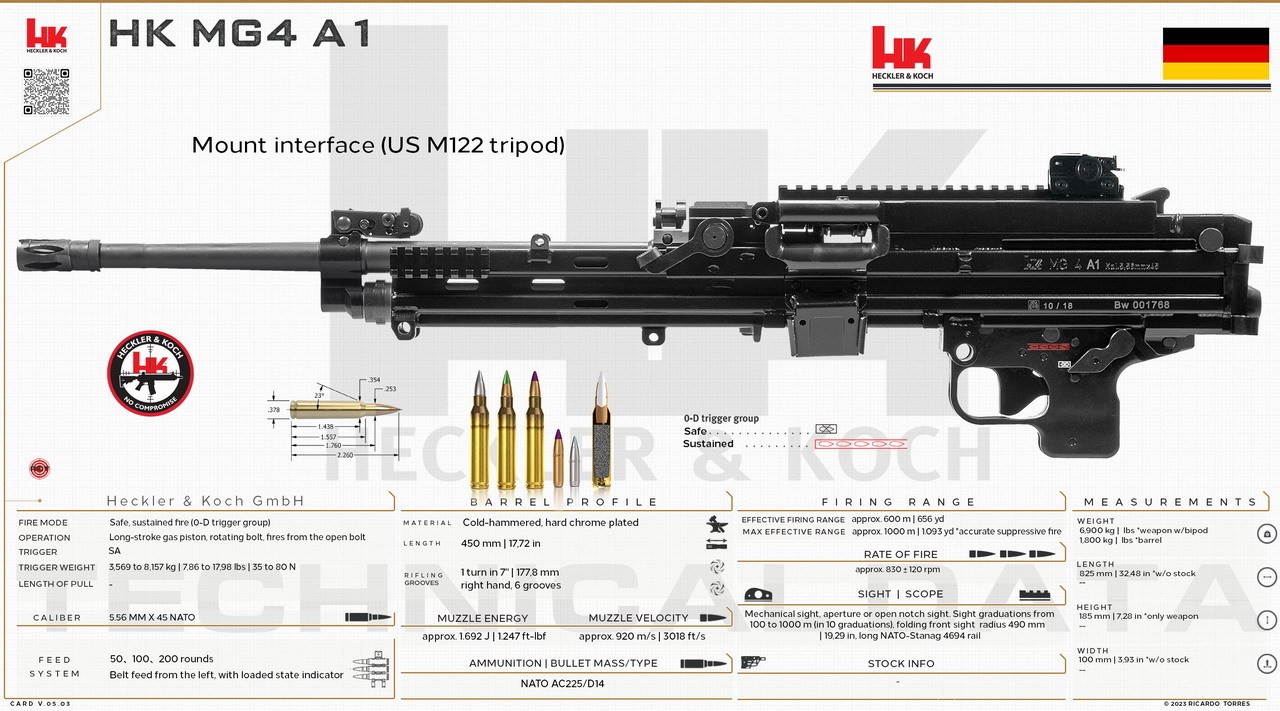 HK MG4 A1
HECKLER & KOCH
HECKLER & KOCH
Mount interface (US M122 tripod)
MG 4 A1
10 / 18
Bw 001768
HECKLER & KOCH
NO COMPROMISE
.354
.253
23°
.378
1.438
1.557
1.760
2.260
0-D trigger group
Safe
Sustained
HECKLER & KOCH
TECHNICAL DATA
Heckler & Koch GmbH
FIRE MODE Safe, sustained fire (0-D trigger group)
OPERATION Long-stroke gas piston, rotating bolt, fires from the open bolt
TRIGGER SA
TRIGGER WEIGHT 3,569 to 8,157 kg | 7.86 to 17,98 lbs | 35 to 80 N
LENGTH OF PULL -
CALIBER 5.56 MM X 45 NATO
FEED SYSTEM
50、100、200 rounds
Belt feed from the left, with loaded state indicator
BARREL PROFILE
MATERIAL Cold-hammered, hard chrome plated
LENGTH 450 mm | 17,72 in
RIFLING GROOVES
1 turn in 7" | 177,8 mm
right hand, 6 grooves
MUZZLE ENERGY
approx. 1.692 J | 1.247 ft-lbf
MUZZLE VELOCITY
approx. 920 m/s | 3018 ft/s
AMMUNITION | BULLET MASS/TYPE
NATO AC225/D14
FIRING RANGE
EFFECTIVE FIRING RANGE approx. 600 m | 656 yd
MAX EFFECTIVE RANGE approx. 1000 m | 1.093 yd *accurate suppressive fire
RATE OF FIRE
approx. 830 ± 120 rpm
SIGHT | SCOPE
Mechanical sight, aperture or open notch sight. Sight graduations from
100 to 1000 m (in 10 graduations), folding front sight radius 490 mm
| 19.29 in, long NATO-Stanag 4694 rail
STOCK INFO
-
MEASUREMENTS
WEIGHT
6.900 kg | lbs *weapon w/bipod
1,800 kg | lbs *barrel
LENGTH
825 mm | 32,48 in *w/o stock
--
HEIGHT
185 mm | 7,28 in *only weapon
--
WIDTH
100 mm | 3,93 in *w/o stock
--
CARD V.05.03
© 2023 RICARDO TORRES